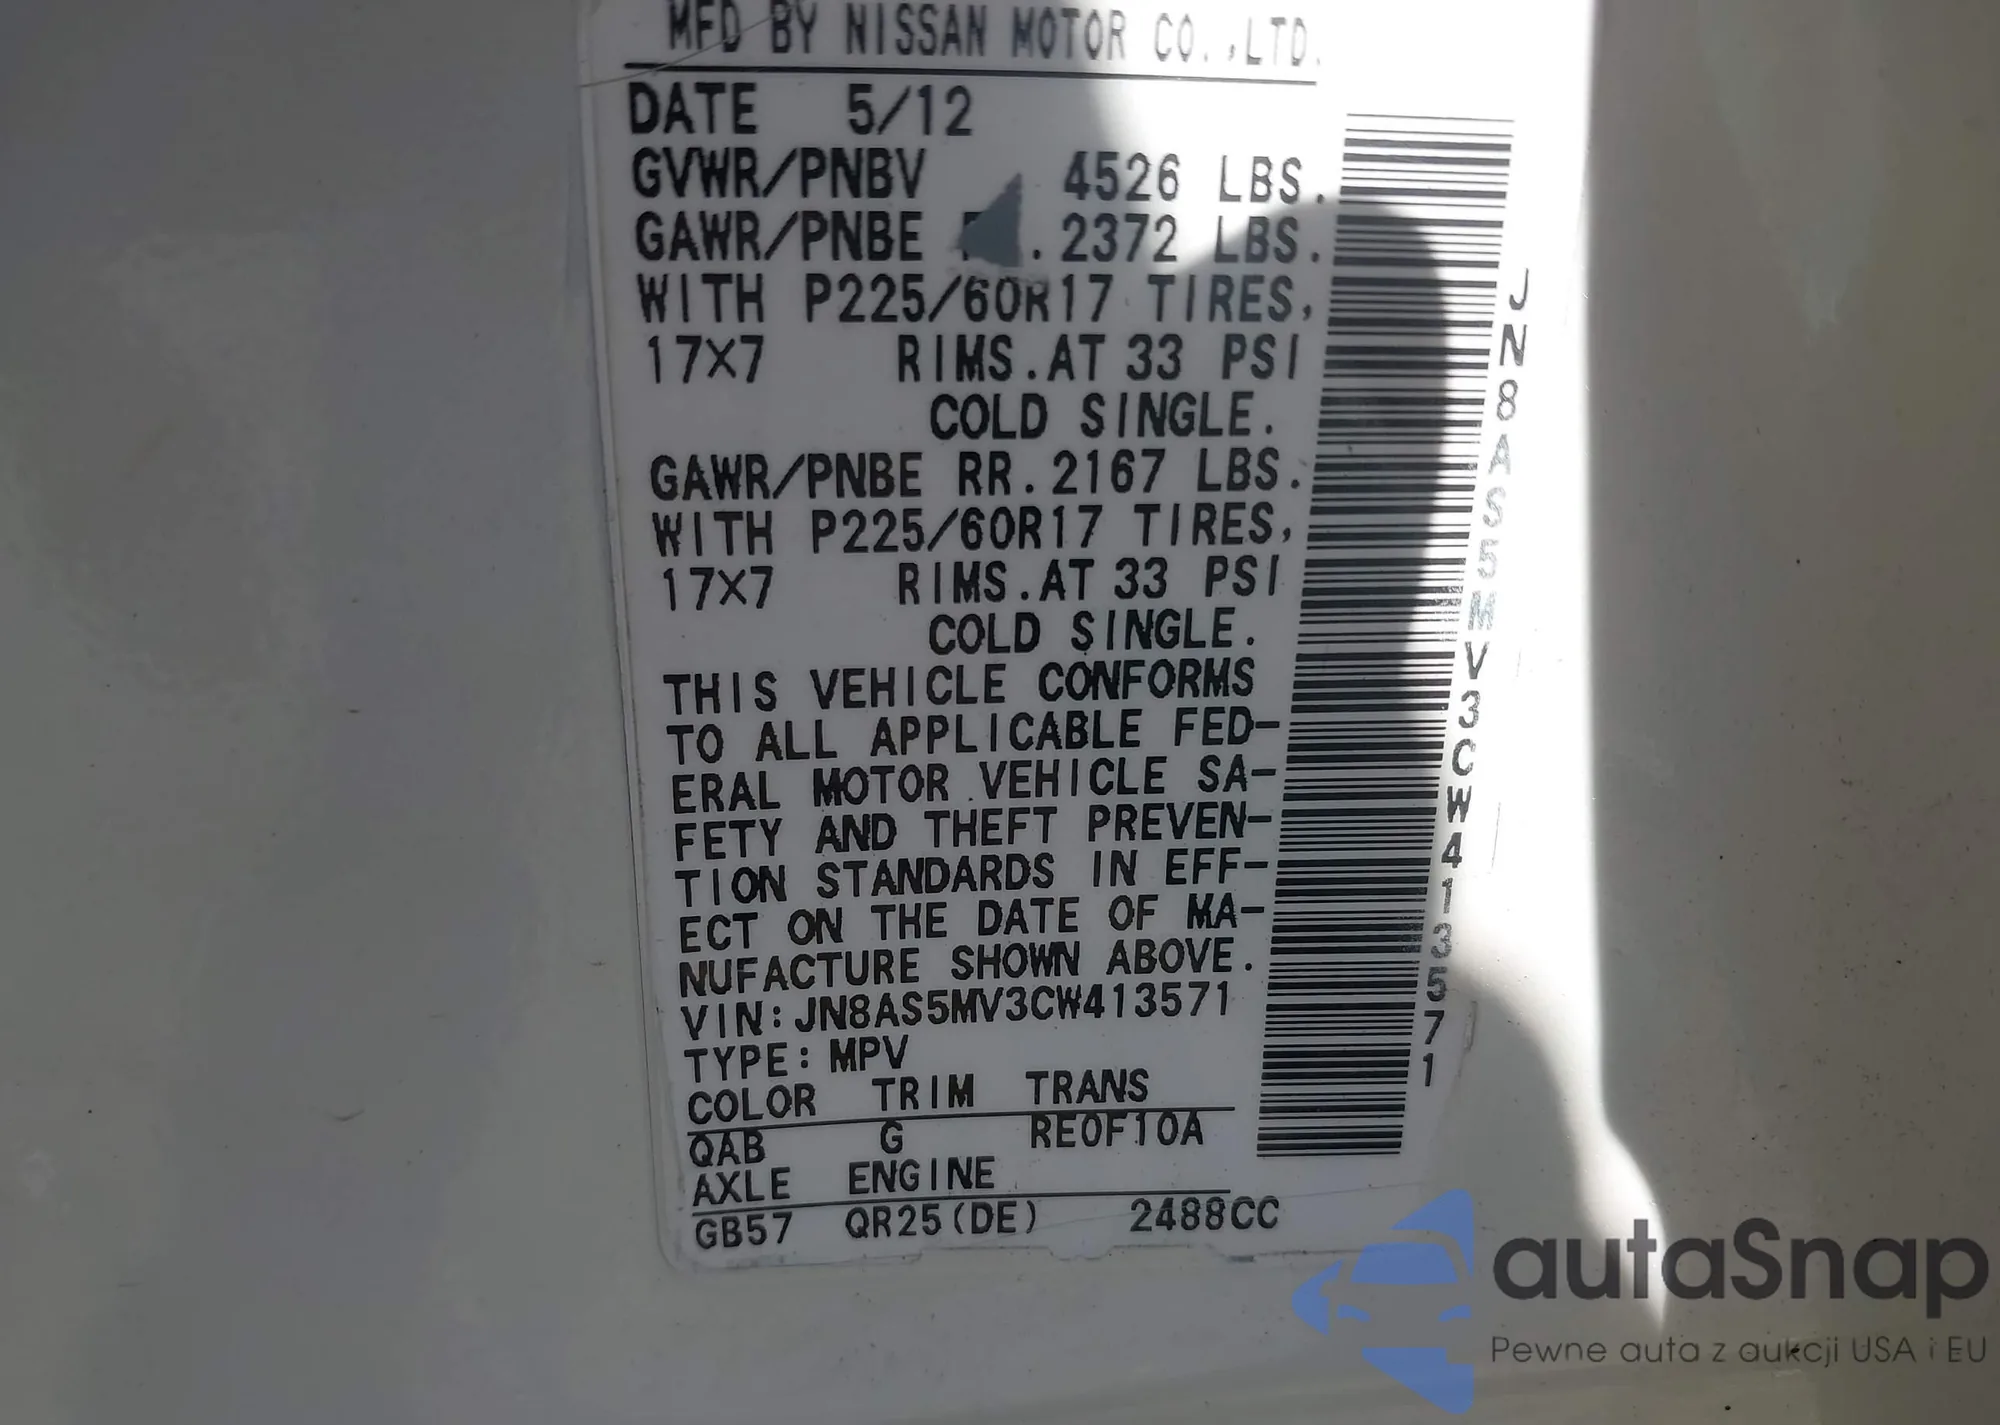 MFD BY NISSAN MOTOR CO.,LTD.
DATE 5/12
GVWR/PNBV 4526 LBS.
GAWR/PNBE . 2372 LBS.
WITH P225/60R17 TIRES,
17X7 RIMS.AT 33 PSI
COLD SINGLE.
GAWR/PNBE RR.2167 LBS.
WITH P225/60R17 TIRES,
17X7 RIMS.AT 33 PSI
COLD SINGLE.
THIS VEHICLE CONFORMS
TO ALL APPLICABLE FED-
ERAL MOTOR VEHICLE SA-
FETY AND THEFT PREVEN-
TION STANDARDS IN EFF-
ECT ON THE DATE OF MA-
NUFACTURE SHOWN ABOVE.
VIN:JN8AS5MV3CW413571
TYPE:MPV
COLOR TRIM TRANS
QAB G RE0F10A
AXLE ENGINE
GB57 QR25(DE) 2488CC
JN8AS5MV3CW413571
autaSnap
Pewne auta z aukcji USA i EU